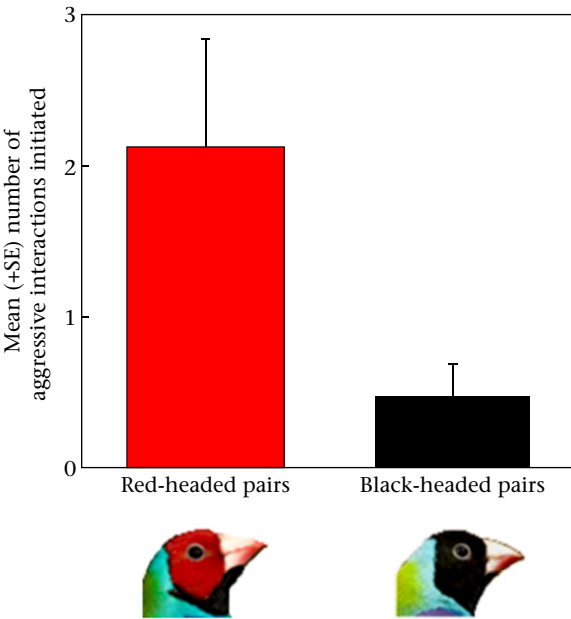 Mean (+SE) number of
aggressive interactions initiated
3
2
1
0
Red-headed pairs
Black-headed pairs